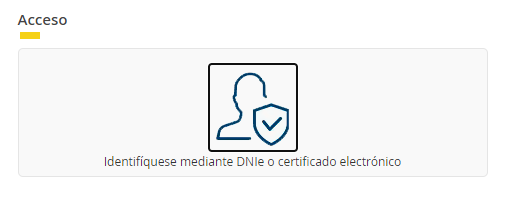 Acceso
Identifíquese mediante DNIe o certificado electrónico